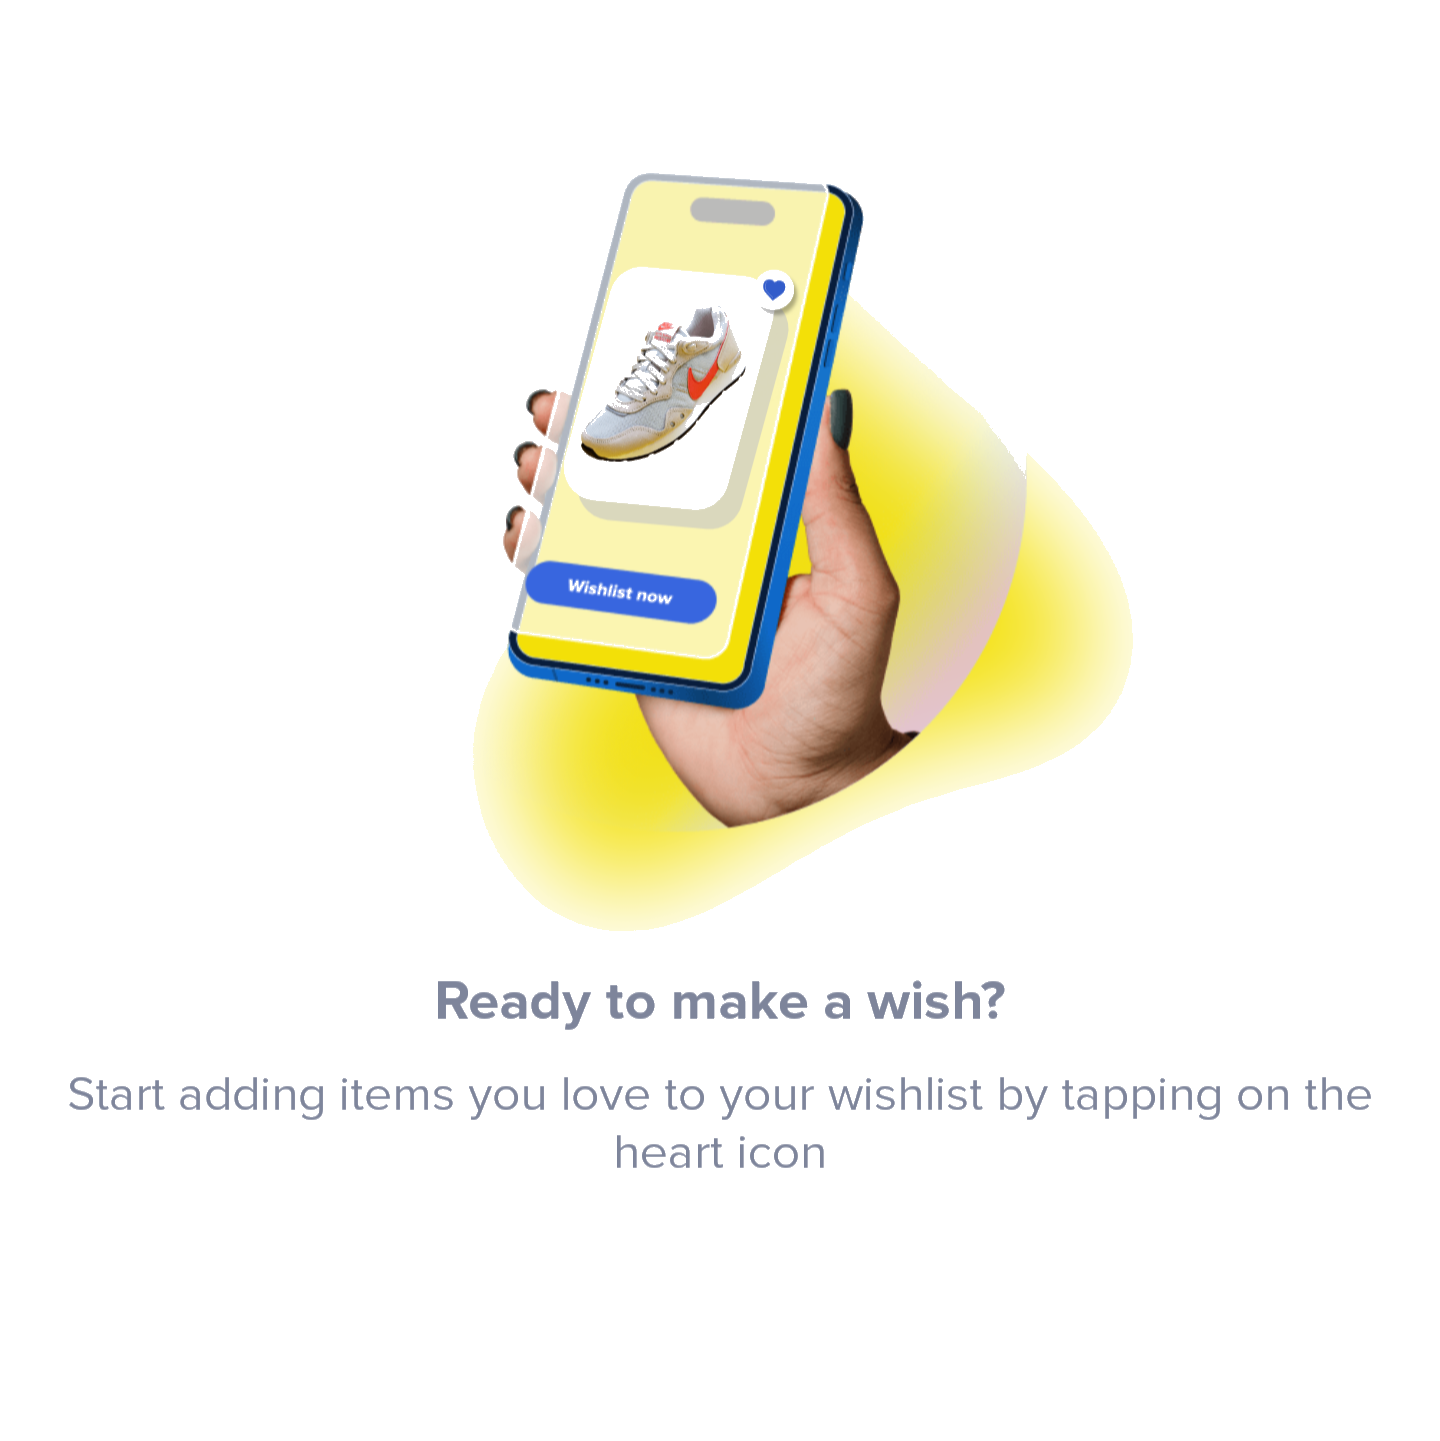 Wishlist now
Ready to make a wish?
Start adding items you love to your wishlist by tapping on the
heart icon